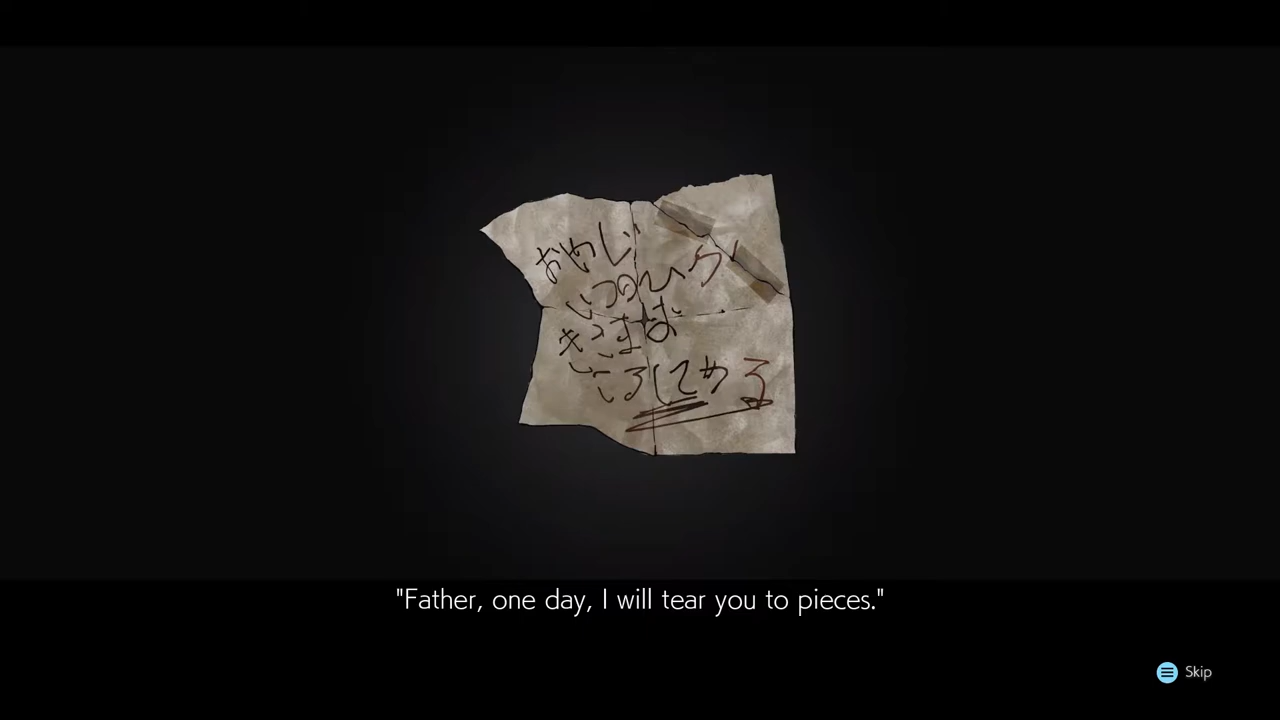 おやじ
いつのひか
きさまば
ころしてやる
"Father, one day, I will tear you to pieces."
Skip